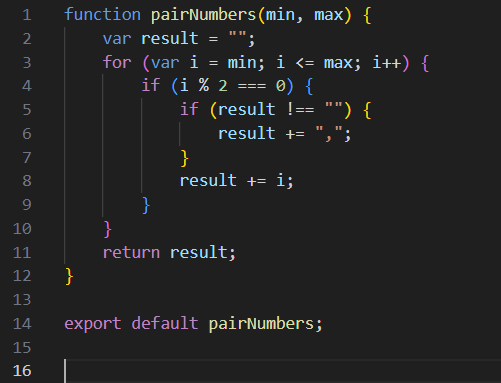 1 function pairNumbers(min, max) {
2     var result = "";
3     for (var i = min; i <= max; i++) {
4         if (i % 2 === 0) {
5             if (result !== "") {
6                 result += ",";
7             }
8             result += i;
9         }
10     }
11     return result;
12 }
13
14 export default pairNumbers;
15
16